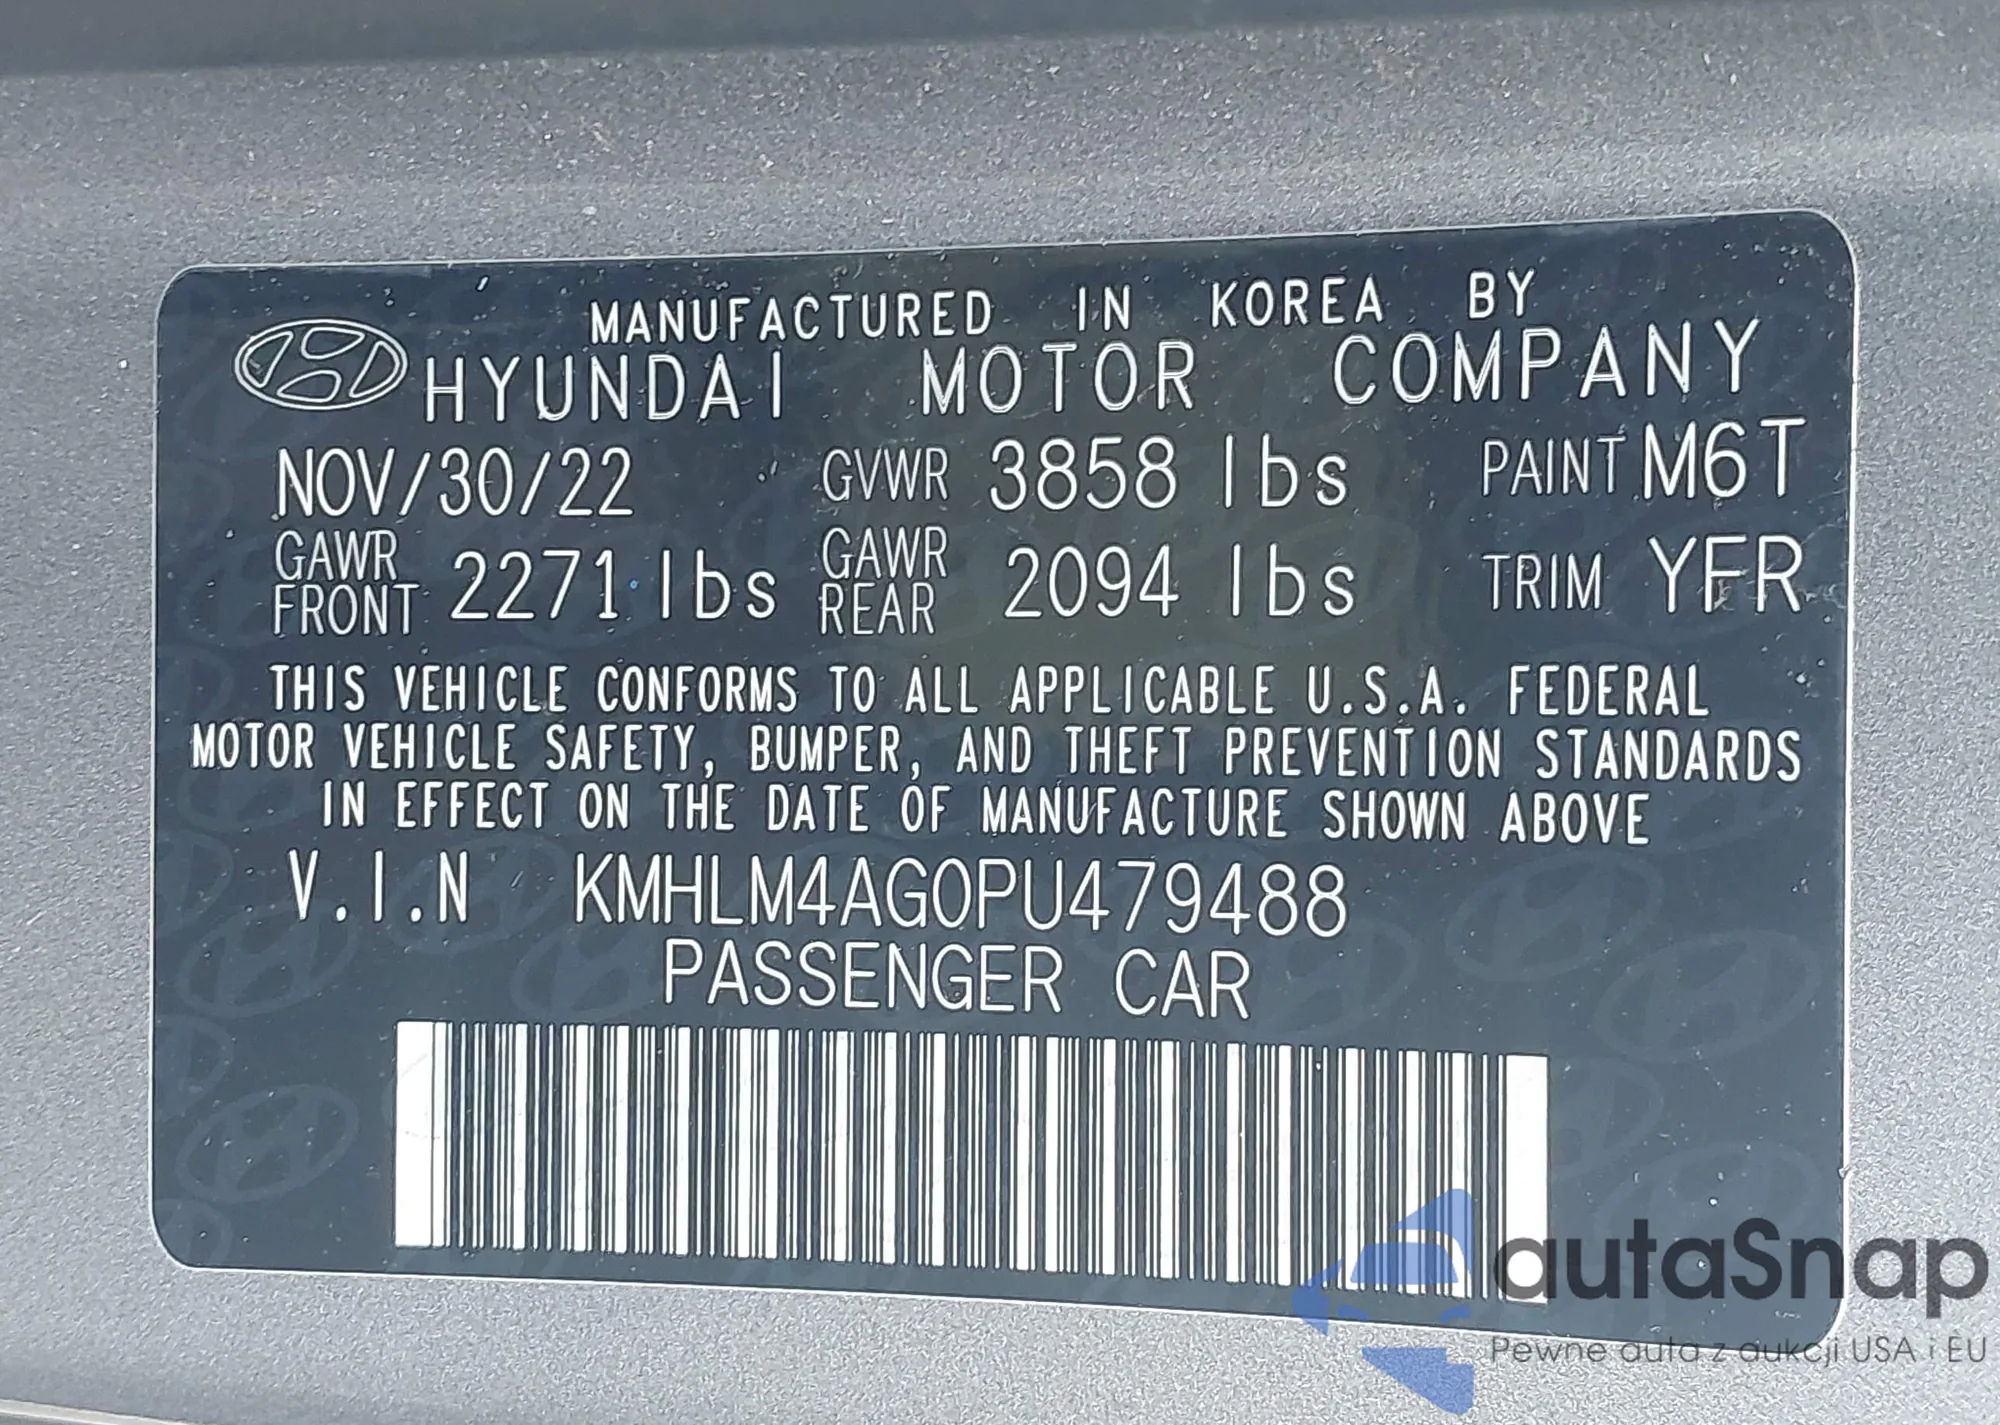 MANUFACTURED IN KOREA BY
HYUNDAI MOTOR COMPANY
NOV/30/22 GVWR 3858 lbs PAINT M6T
GAWR FRONT 2271 lbs GAWR REAR 2094 lbs TRIM YFR
THIS VEHICLE CONFORMS TO ALL APPLICABLE U.S.A. FEDERAL
MOTOR VEHICLE SAFETY, BUMPER, AND THEFT PREVENTION STANDARDS
IN EFFECT ON THE DATE OF MANUFACTURE SHOWN ABOVE
V.I.N KMHLM4AG0PU479488
PASSENGER CAR
autaSnap
Pewne auta z aukcji USA i EU